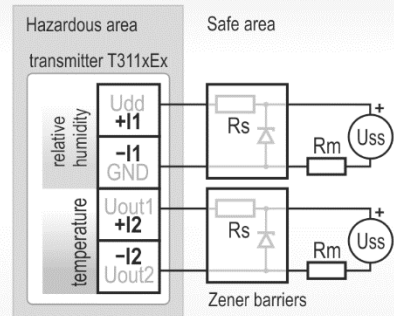 Hazardous area
Safe area
transmitter T311xEx
relative
humidity
Udd
+I1
−I1
GND
Rs
+
Uss
Rm
temperature
Uout1
+I2
−I2
Uout2
Rs
+
Uss
Rm
Zener barriers